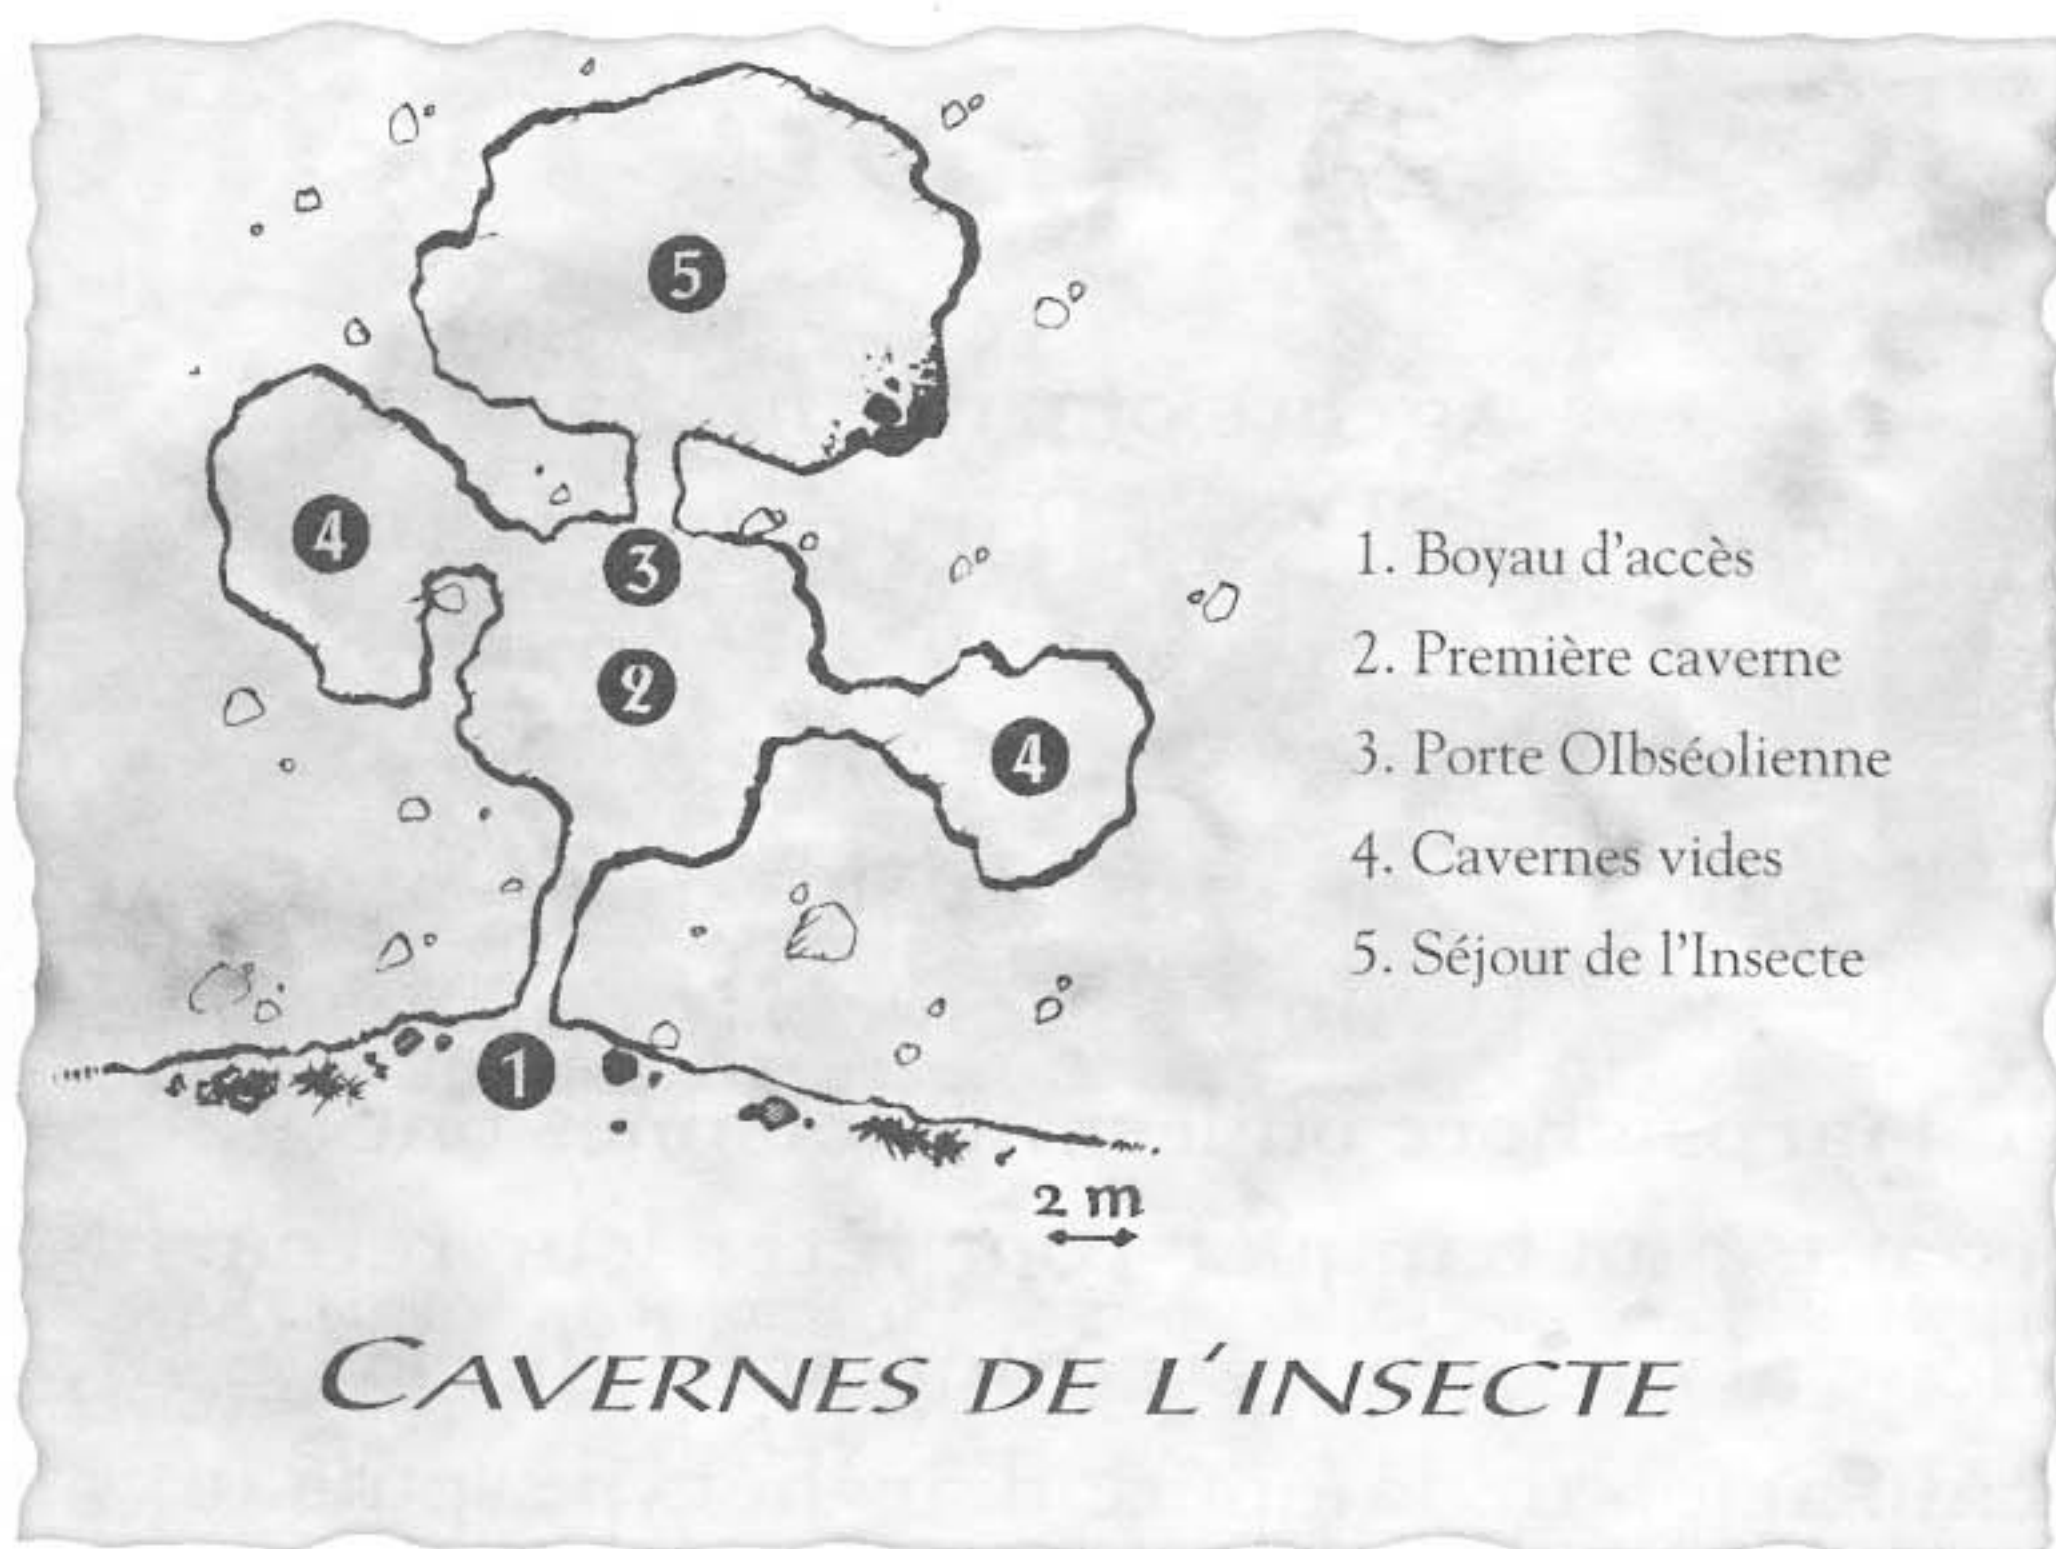 5
4
3
2
4
1
1. Boyau d'accès
2. Première caverne
3. Porte OIbséolienne
4. Cavernes vides
5. Séjour de l'Insecte
2 m
CAVERNES DE L'INSECTE